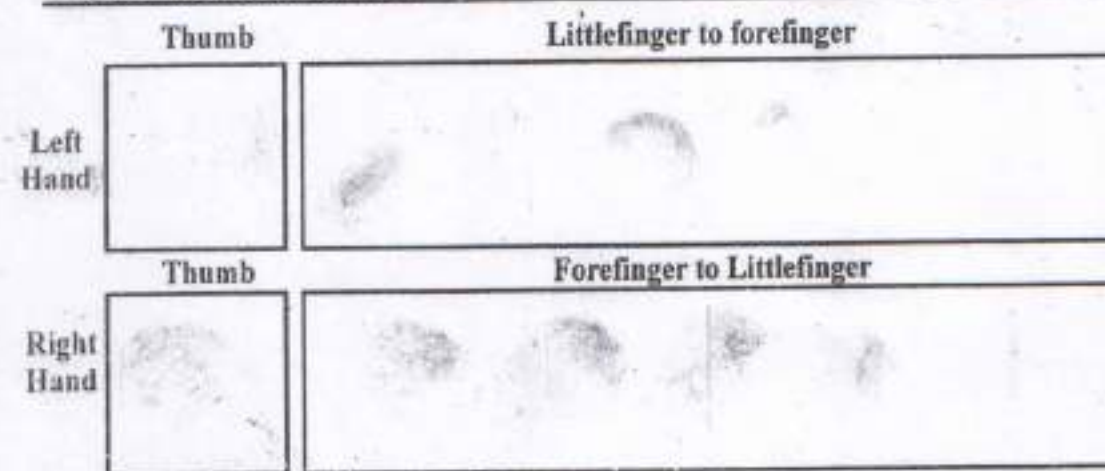 Thumb Littlefinger to forefinger
Left
Hand
Thumb Forefinger to Littlefinger
Right
Hand